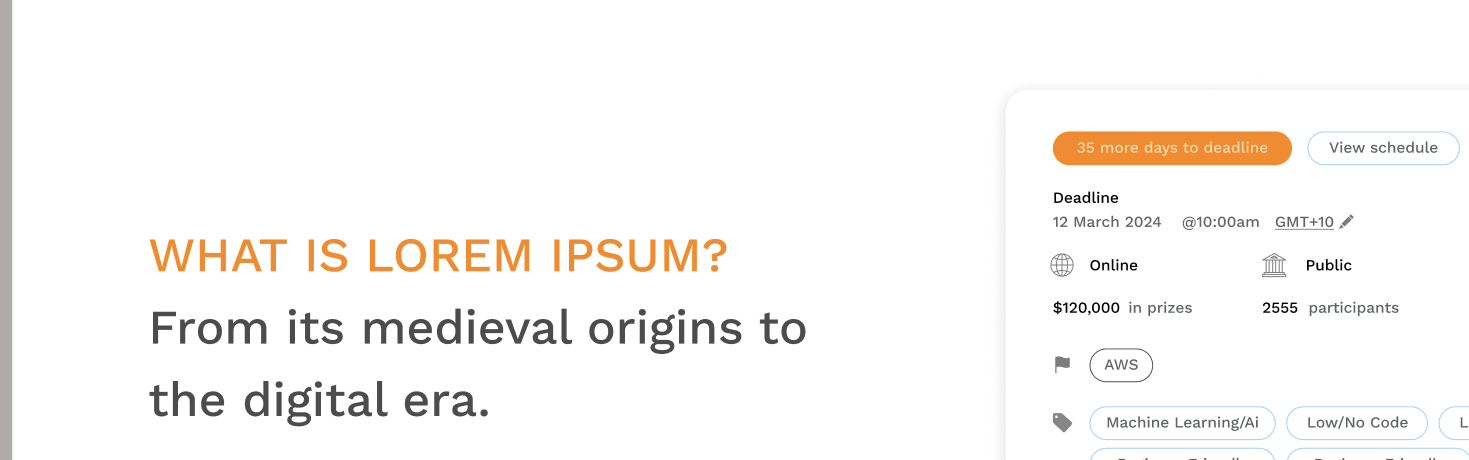 WHAT IS LOREM IPSUM?
From its medieval origins to
the digital era.
35 more days to deadline View schedule
Deadline
12 March 2024 @10:00am GMT+10
Online Public
$120,000 in prizes 2555 participants
AWS
Machine Learning/Ai Low/No Code L